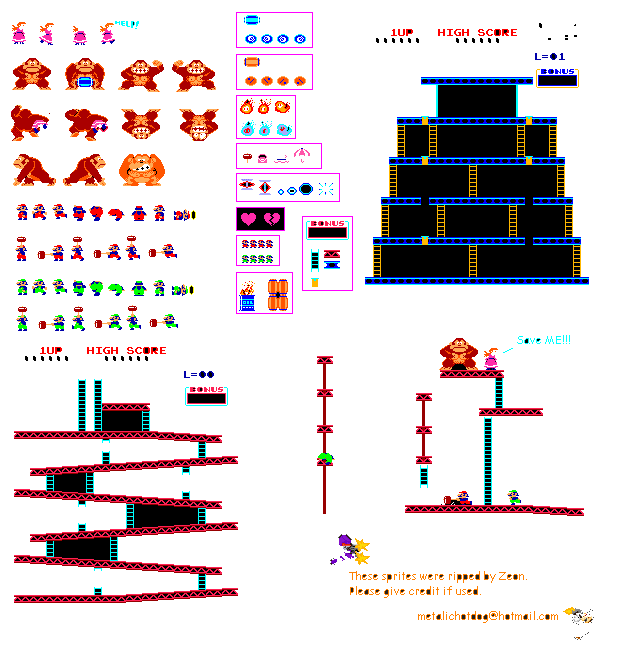 HELP!
1UP HIGH SCORE
L=01
BONUS
BONUS
OIL
1UP HIGH SCORE
L=00
BONUS
Save ME!!!
These sprites were ripped by Zeon.
Please give credit if used.
metalichotdog@hotmail.com